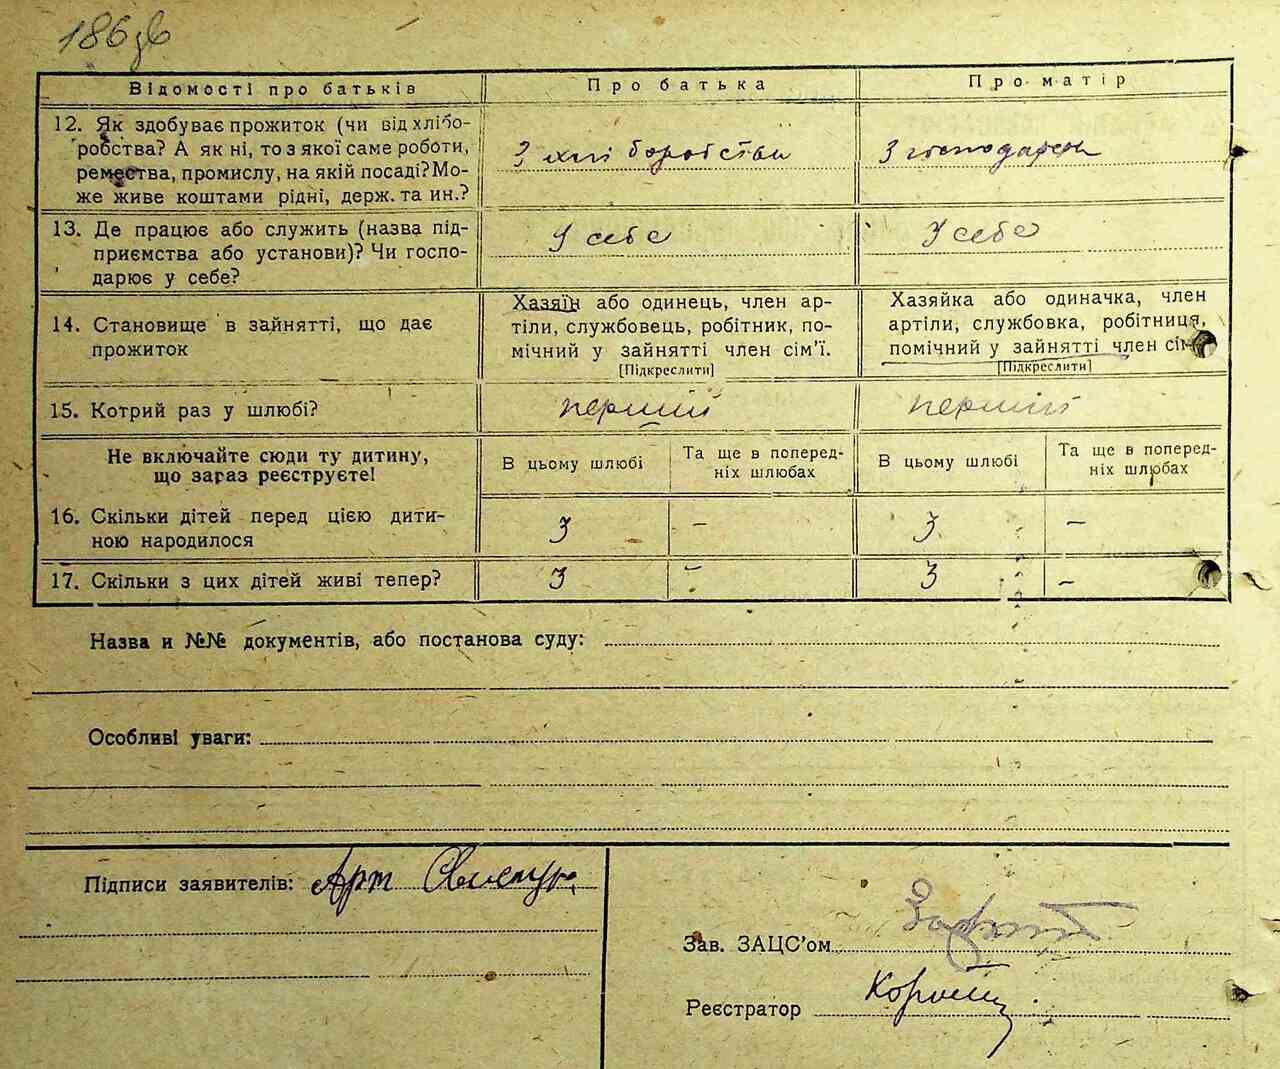 186зв
Відомості про батьків
Про батька
Про матір
12. Як здобуває прожиток (чи від хлібо-
робства? А як ні, то з якої саме роботи,
ремества, промислу, на якій посаді? Мо-
же живе коштами рідні, держ. та ин.?
З хліборобства
З господарки
13. Де працює або служить (назва під-
приємства або установи)? Чи госпо-
дарює у себе?
У себе
У себе
14. Становище в зайнятті, що дає
прожиток
Хазяїн або одинець, член ар-
тіли, службовець, робітник, по-
мічний у зайнятті член сім'ї.
[Підкреслити]
Хазяйка або одиначка, член
артіли, службовка, робітниця,
помічний у зайнятті член сім
[Підкреслити]
15. Котрий раз у шлюбі?
перший
перший
Не включайте сюди ту дитину,
що зараз реєструєте!
В цьому шлюбі
Та ще в поперед-
ніх шлюбах
В цьому шлюбі
Та ще в поперед-
ніх шлюбах
16. Скільки дітей перед цією дити-
ною народилося
3
–
3
–
17. Скільки з цих дітей живі тепер?
3
–
3
–
Назва и №№ документів, або постанова суду:
Особливі уваги:
Підписи заявителів: Арт
Зав. ЗАЦС'ом
Реєстратор